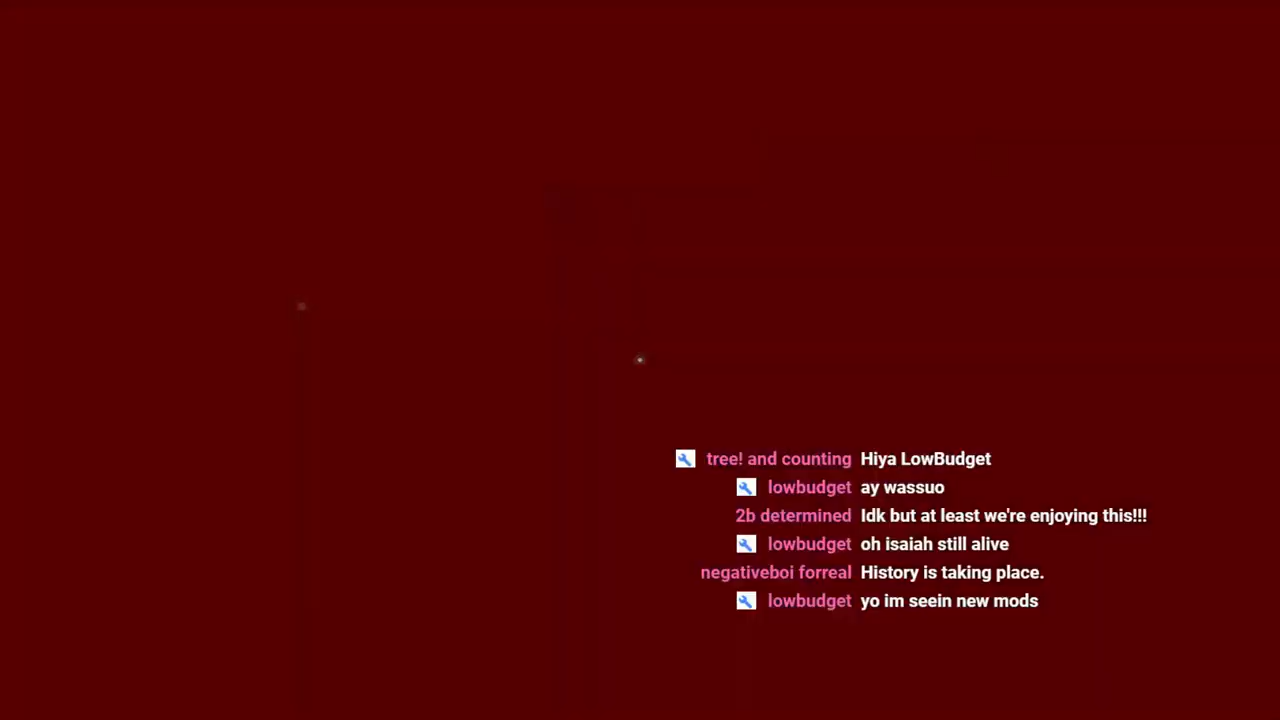 tree! and counting Hiya LowBudget
lowbudget ay wassuo
2b determined Idk but at least we're enjoying this!!!
lowbudget oh isaiah still alive
negativeboi forreal History is taking place.
lowbudget yo im seein new mods